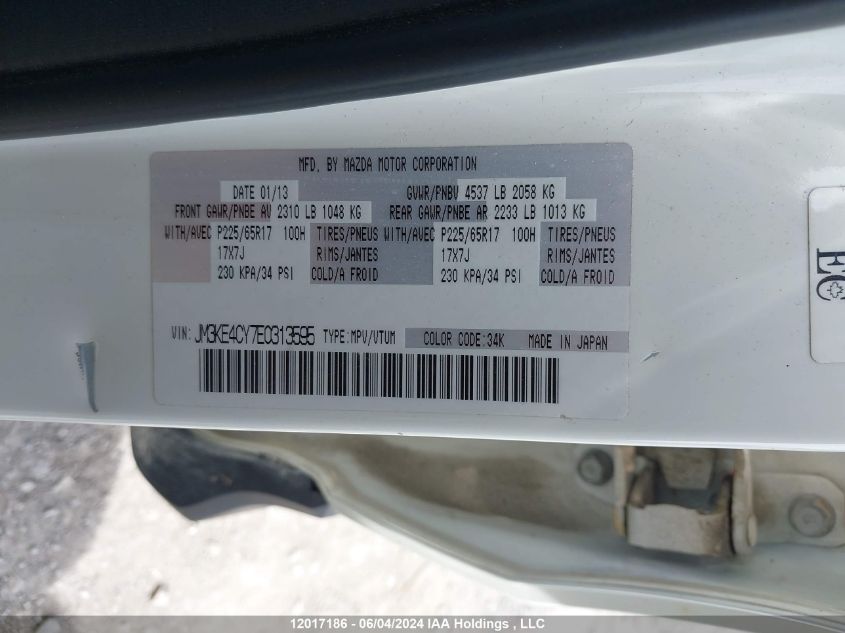 MFD. BY MAZDA MOTOR CORPORATION
DATE 01/13 GVWR/PNBV 4537 LB 2058 KG
FRONT GAWR/PNBE AV 2310 LB 1048 KG REAR GAWR/PNBE AR 2233 LB 1013 KG
WITH/AVEC P225/65R17 100H TIRES/PNEUS WITH/AVEC P225/65R17 100H TIRES/PNEUS
17X7J RIMS/JANTES 17X7J RIMS/JANTES
230 KPA/34 PSI COLD/A FROID 230 KPA/34 PSI COLD/A FROID
VIN: JM3KE4CY7E0313595 TYPE:MPV/VTUM COLOR CODE:34K MADE IN JAPAN
EC
12017186 - 06/04/2024 IAA Holdings, LLC